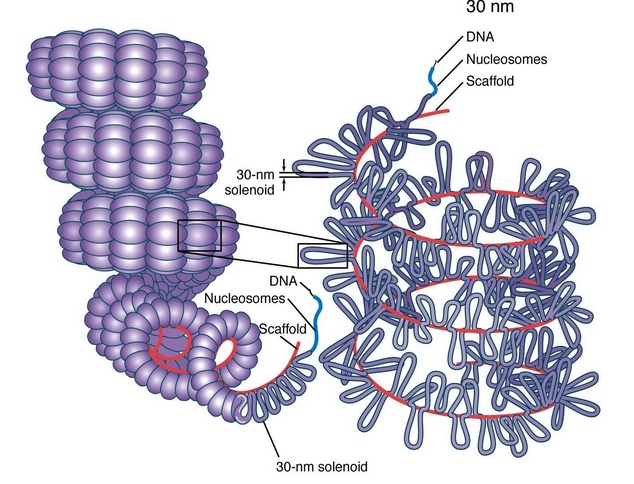 30 nm
DNA
Nucleosomes
Scaffold
30-nm
solenoid
DNA
Nucleosomes
Scaffold
30-nm solenoid